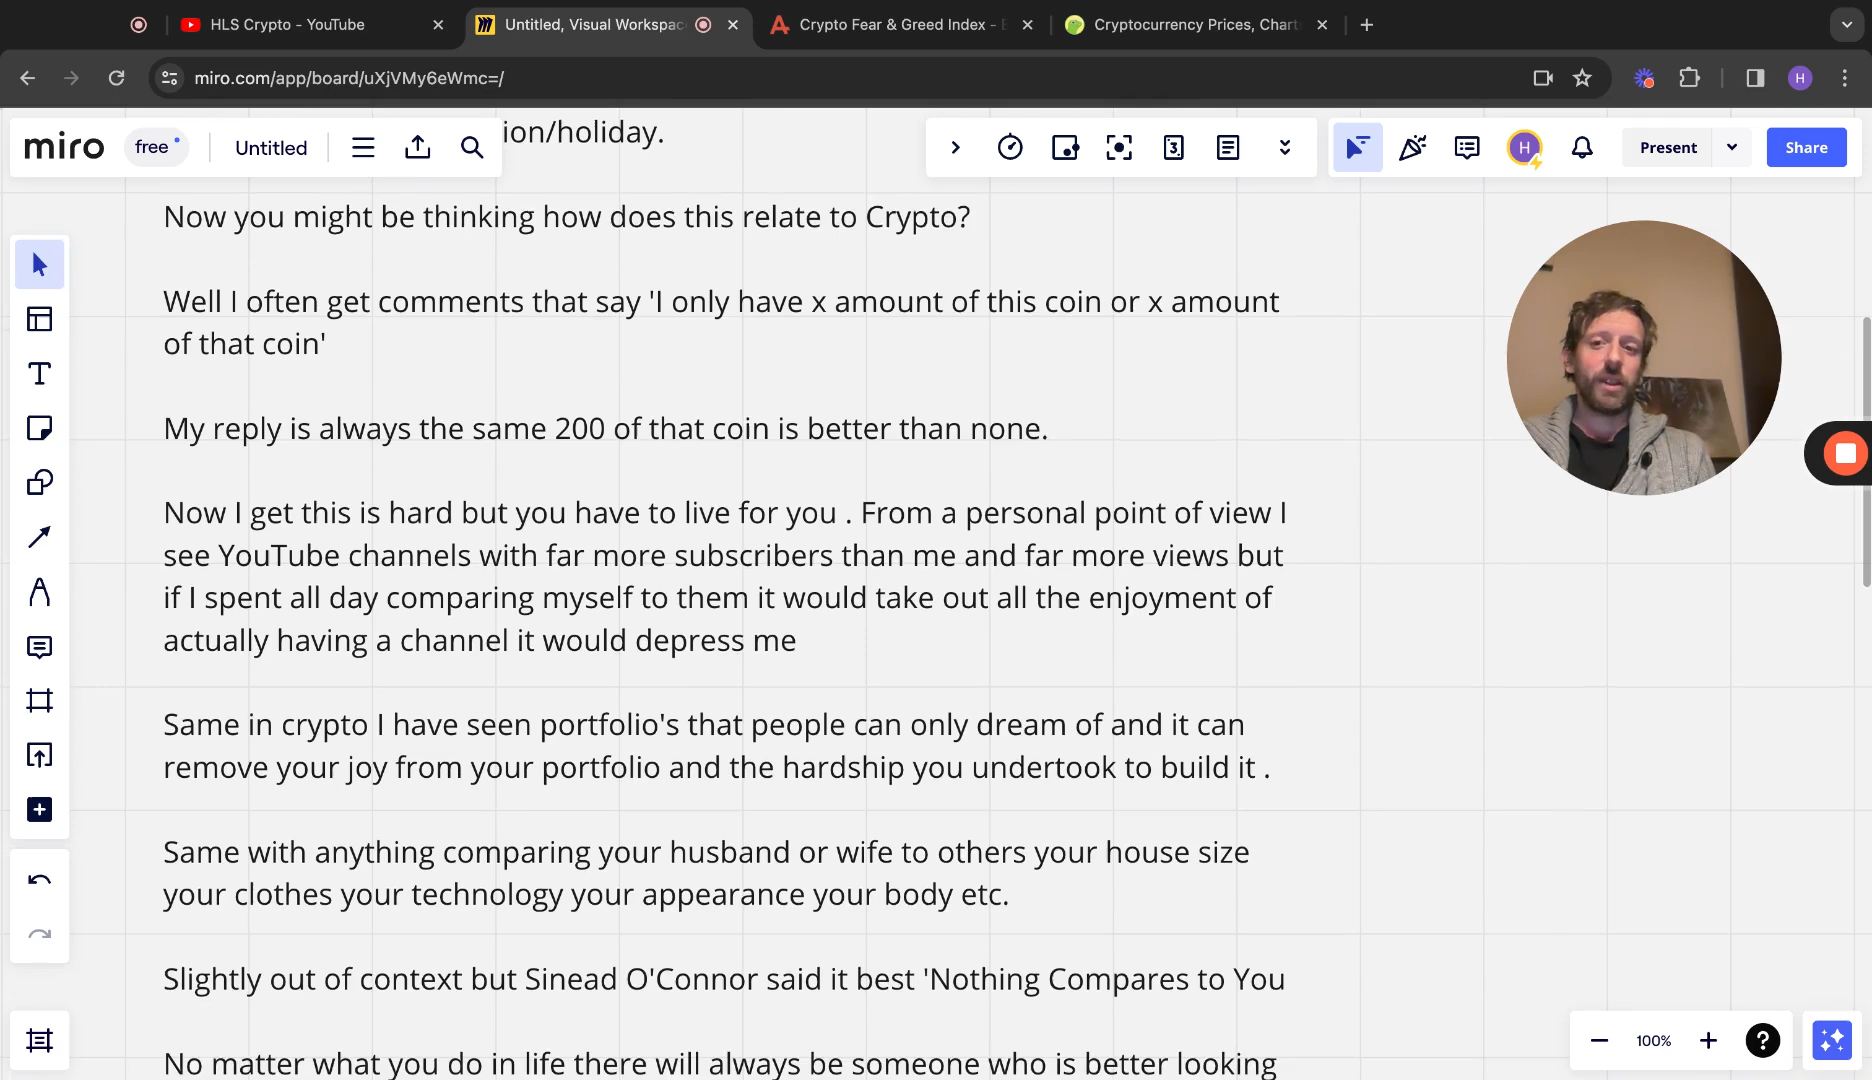 HLS Crypto - YouTube
Untitled, Visual Workspac
Crypto Fear & Greed Index -
Cryptocurrency Prices, Chart
miro.com/app/board/uXjVMy6eWmc=/
H
miro
free
Untitled
ion/holiday.
3
H
Present
Share
Now you might be thinking how does this relate to Crypto?
Well I often get comments that say 'I only have x amount of this coin or x amount
of that coin'
My reply is always the same 200 of that coin is better than none.
Now I get this is hard but you have to live for you . From a personal point of view I
see YouTube channels with far more subscribers than me and far more views but
if I spent all day comparing myself to them it would take out all the enjoyment of
actually having a channel it would depress me
Same in crypto I have seen portfolio's that people can only dream of and it can
remove your joy from your portfolio and the hardship you undertook to build it .
Same with anything comparing your husband or wife to others your house size
your clothes your technology your appearance your body etc.
Slightly out of context but Sinead O'Connor said it best 'Nothing Compares to You
No matter what you do in life there will always be someone who is better looking
100%